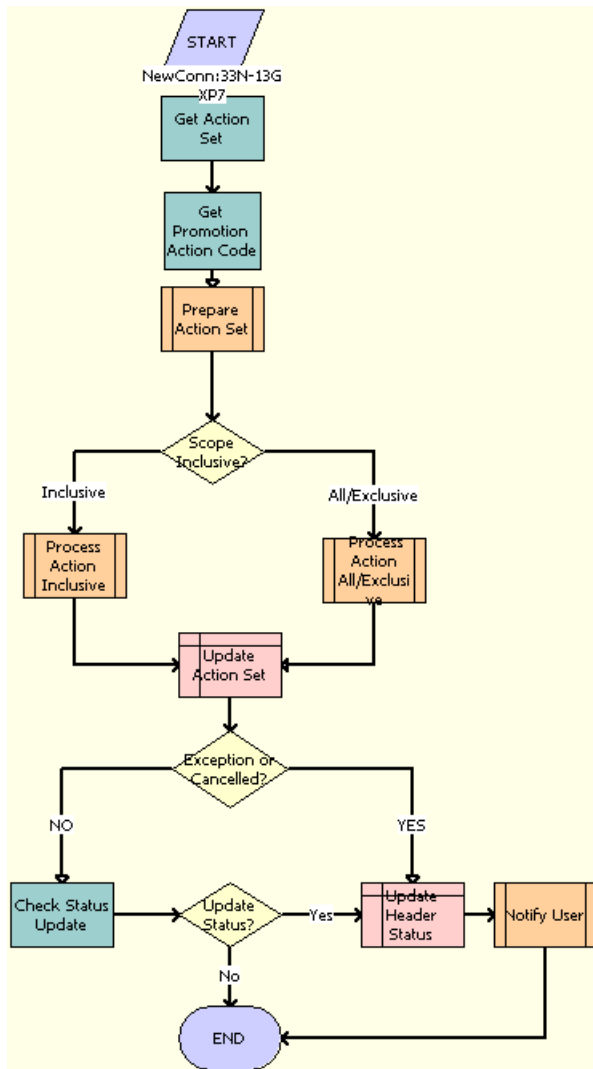 START
NewConn:33N-13G
XP7
Get Action
Set
Get
Promotion
Action Code
Prepare
Action Set
Scope
Inclusive?
Inclusive
All/Exclusive
Process
Action
Inclusive
Process
Action
All/Exclusi
ve
Update
Action Set
Exception or
Cancelled?
NO
YES
Check Status
Update
Update
Status?
Yes
Update
Header
Status
Notify User
No
END